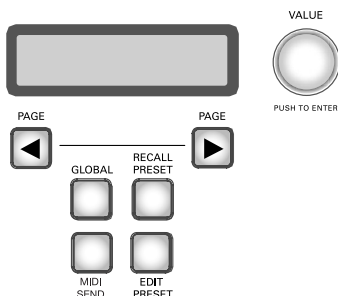 VALUE
PUSH TO ENTER
PAGE
PAGE
GLOBAL
RECALL
PRESET
MIDI
SEND
EDIT
PRESET